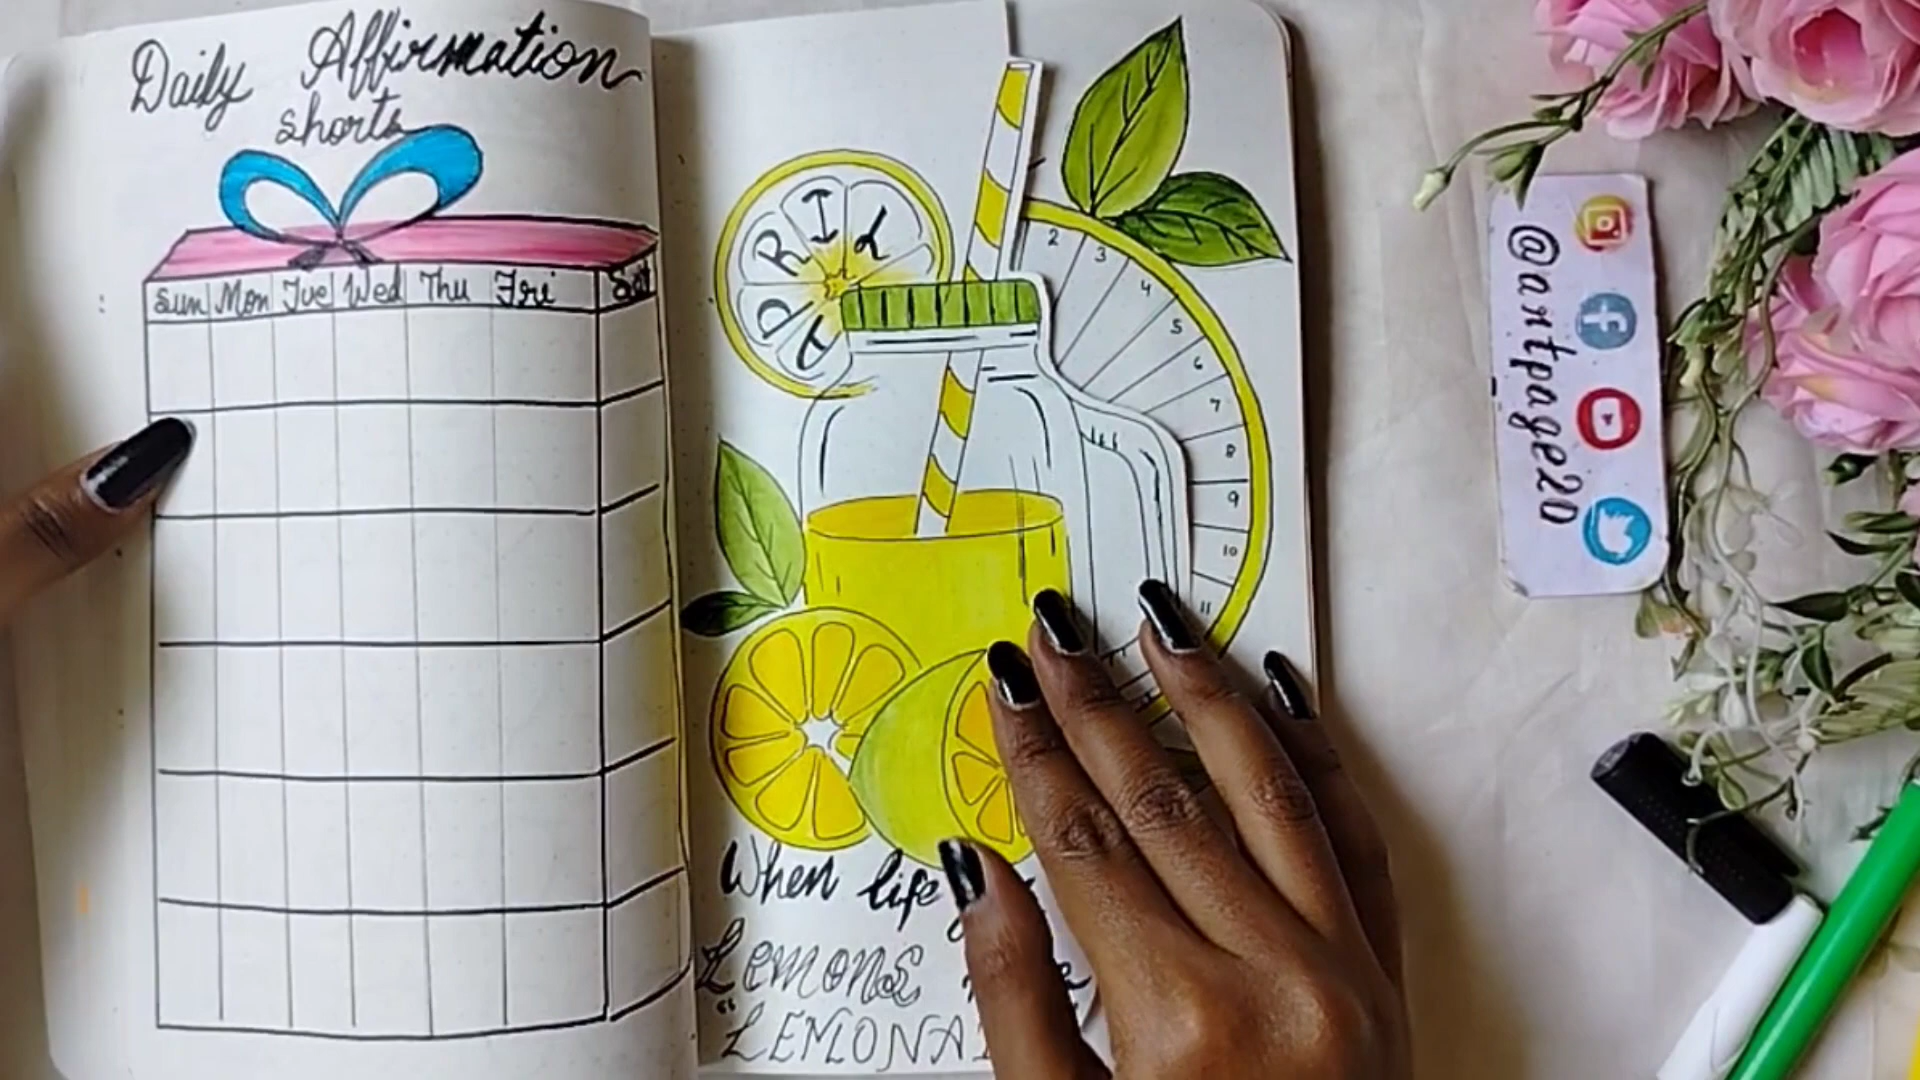 Daily Affirmation
shorts
Sun Mon Tue Wed Thu Fri Sat
APRIL
2
3
4
5
6
7
8
9
10
11
When life
Lemons
"LEMONA
@artpage20